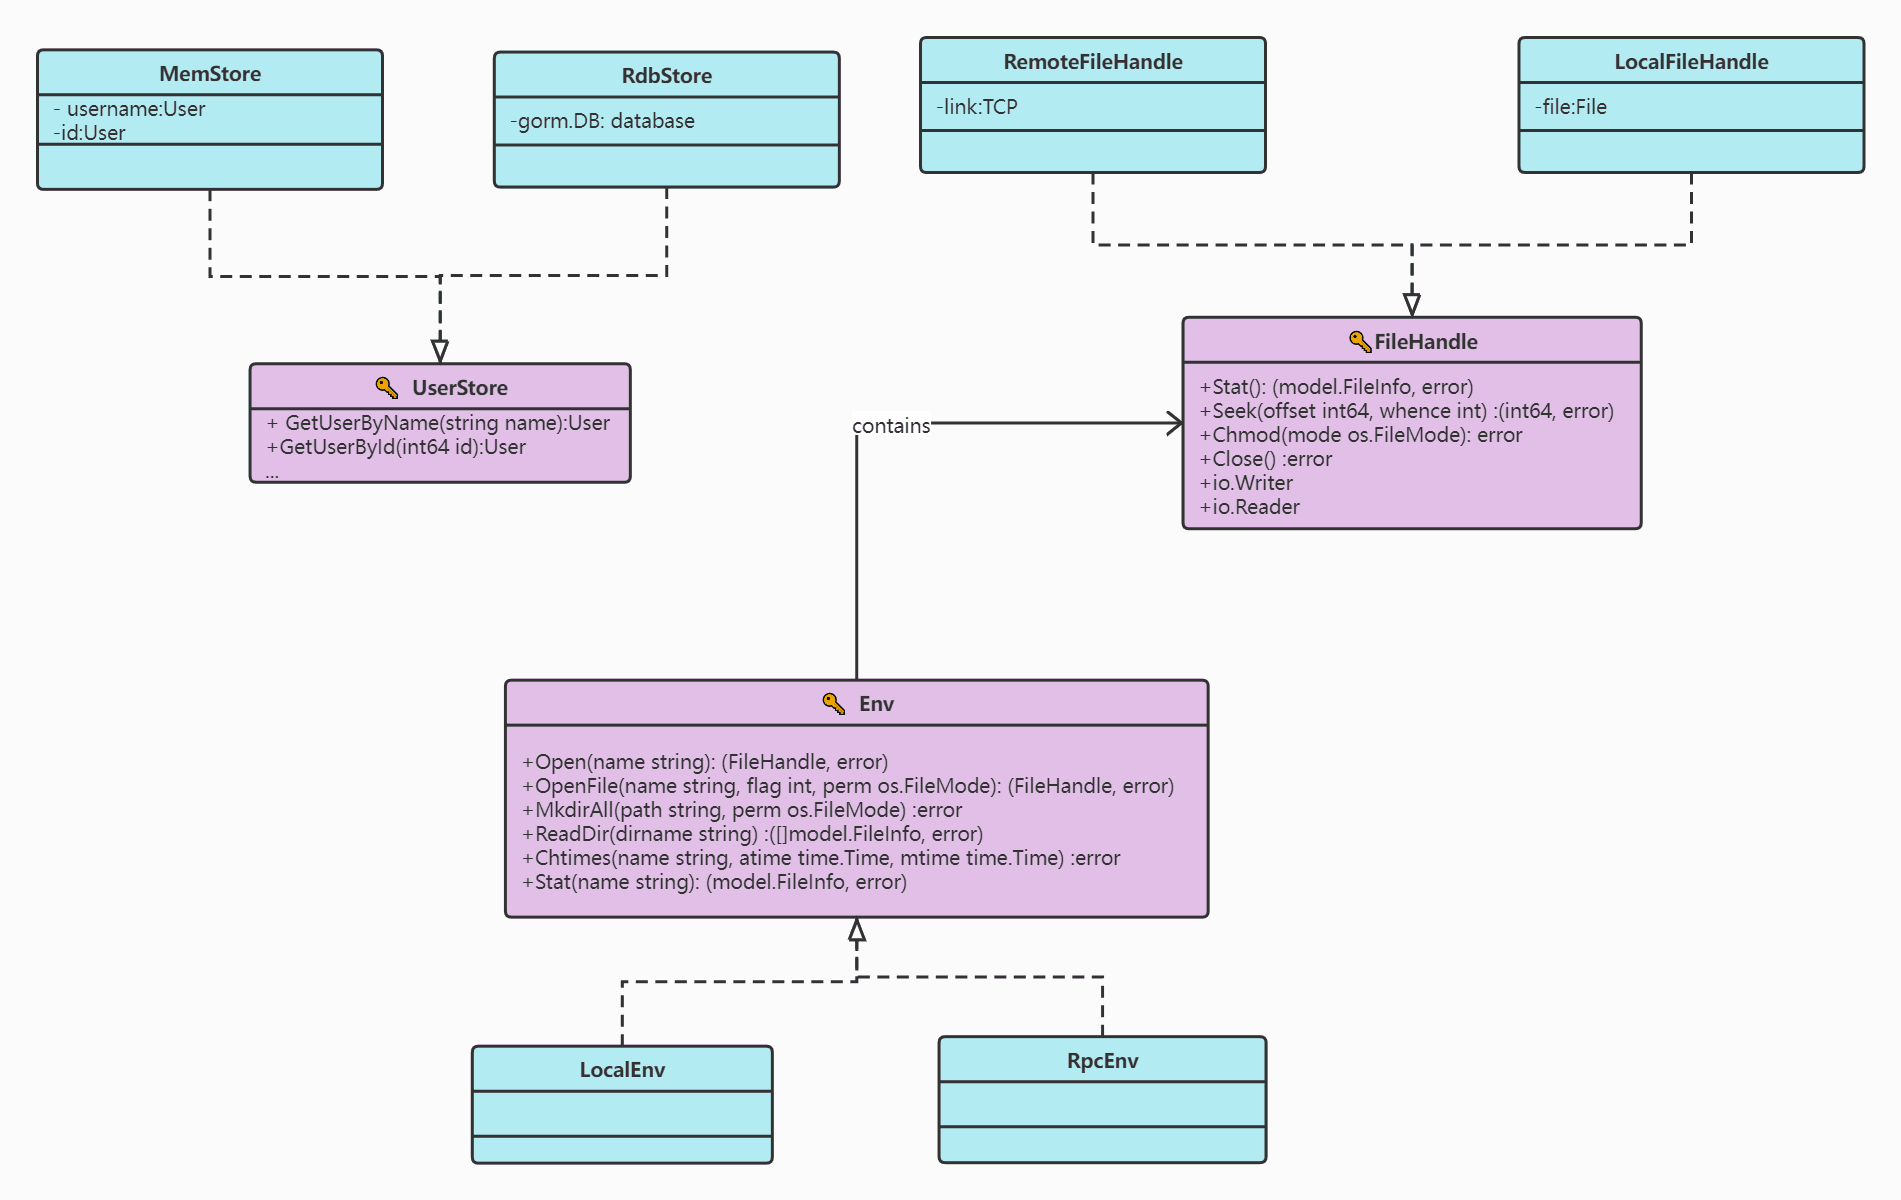 MemStore
- username:User
-id:User
RdbStore
-gorm.DB: database
RemoteFileHandle
-link:TCP
LocalFileHandle
-file:File
UserStore
+ GetUserByName(string name):User
+GetUserById(int64 id):User
...
FileHandle
+Stat(): (model.FileInfo, error)
+Seek(offset int64, whence int) :(int64, error)
+Chmod(mode os.FileMode): error
+Close() :error
+io.Writer
+io.Reader
contains
Env
+Open(name string): (FileHandle, error)
+OpenFile(name string, flag int, perm os.FileMode): (FileHandle, error)
+MkdirAll(path string, perm os.FileMode) :error
+ReadDir(dirname string) :([]model.FileInfo, error)
+Chtimes(name string, atime time.Time, mtime time.Time) :error
+Stat(name string): (model.FileInfo, error)
LocalEnv
RpcEnv